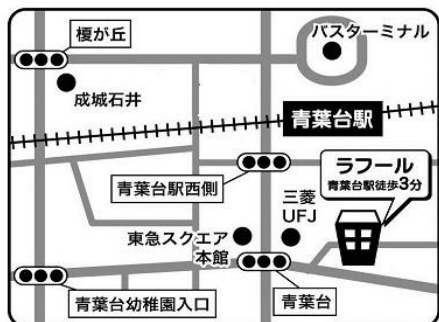 榎が丘
バスターミナル
成城石井
青葉台駅
ラフール
青葉台駅徒歩3分
青葉台駅西側
三菱
UFJ
東急スクエア
本館
青葉台幼稚園入口
青葉台